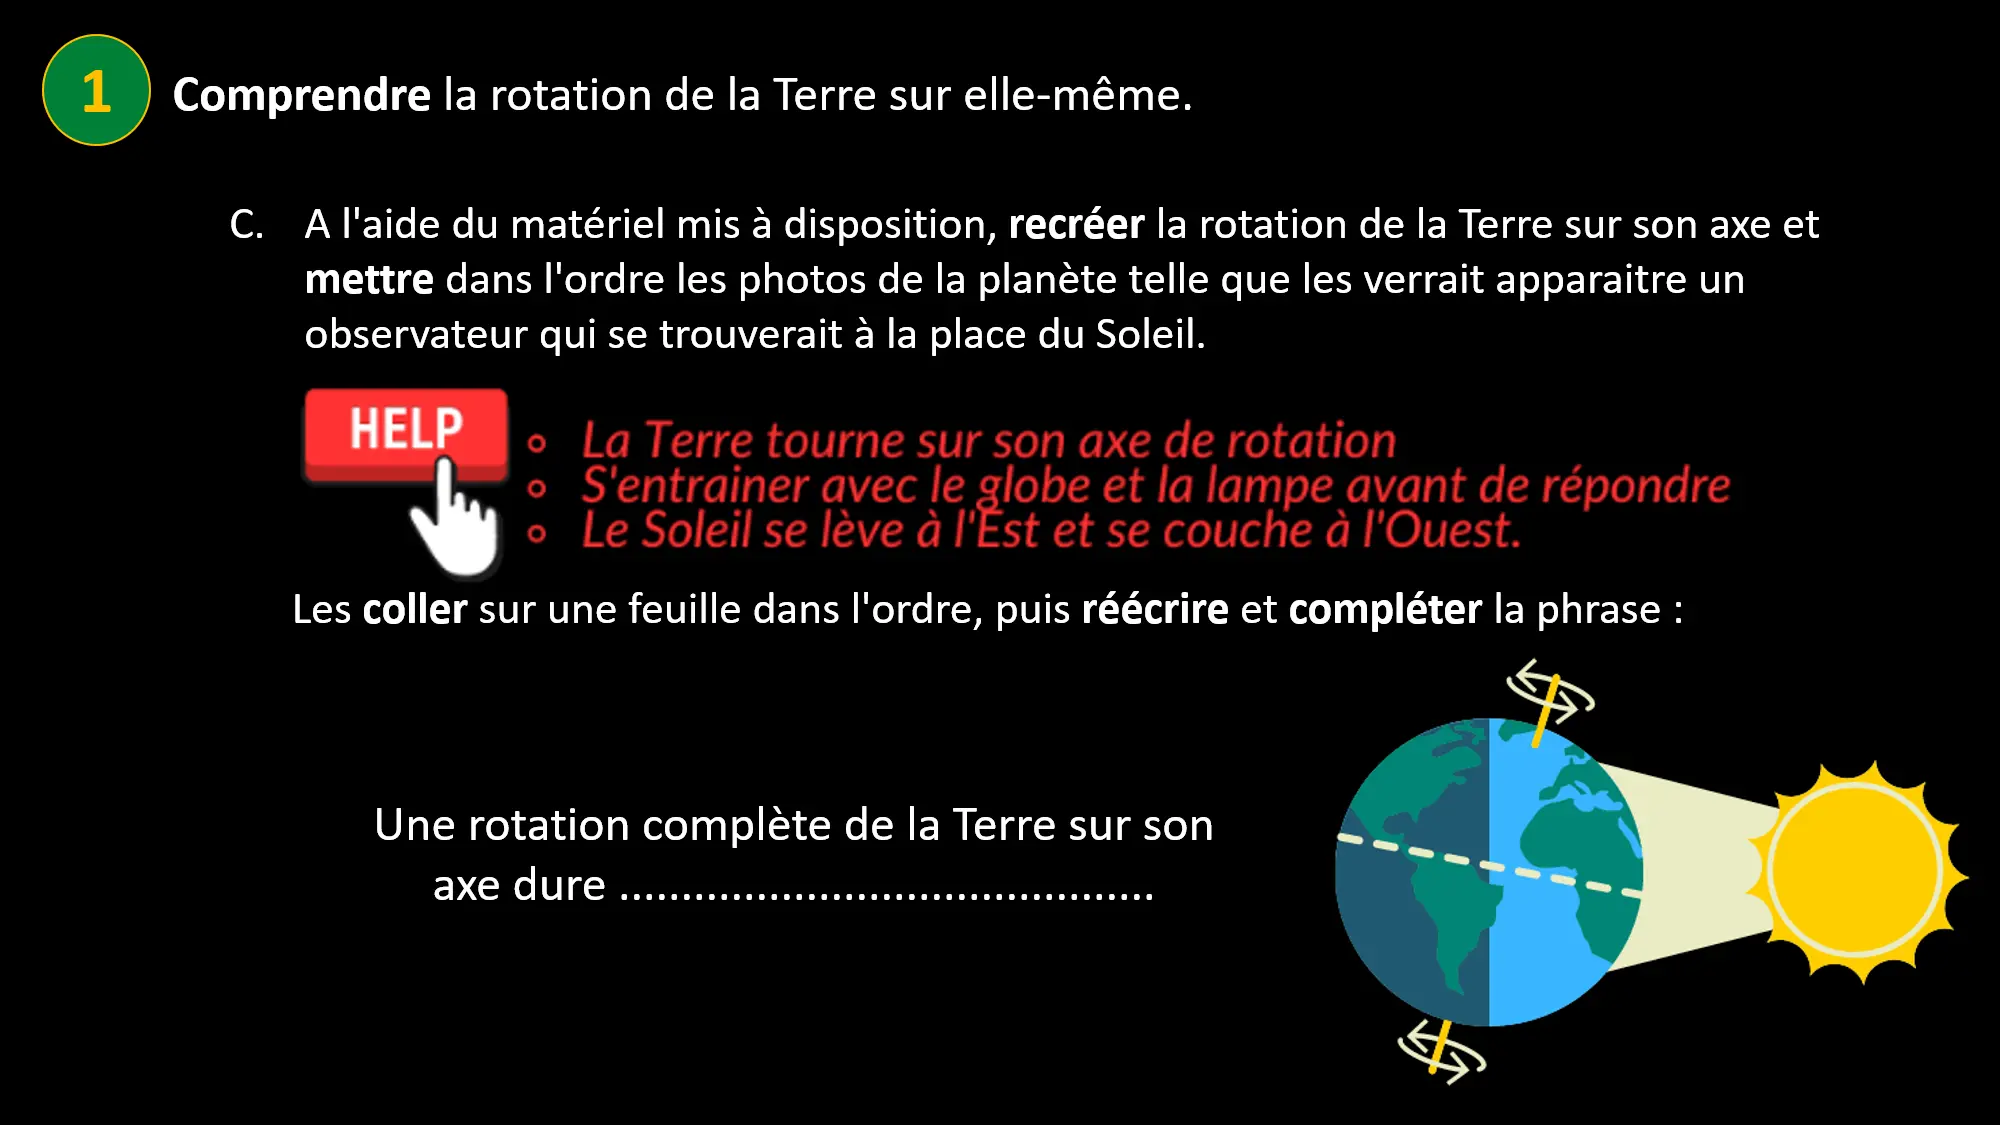 1
Comprendre la rotation de la Terre sur elle-même.
C. A l'aide du matériel mis à disposition, recréer la rotation de la Terre sur son axe et
mettre dans l'ordre les photos de la planète telle que les verrait apparaitre un
observateur qui se trouverait à la place du Soleil.
HELP
La Terre tourne sur son axe de rotation
S'entrainer avec le globe et la lampe avant de répondre
Le Soleil se lève à l'Est et se couche à l'Ouest.
Les coller sur une feuille dans l'ordre, puis réécrire et compléter la phrase :
Une rotation complète de la Terre sur son
axe dure ...........................................